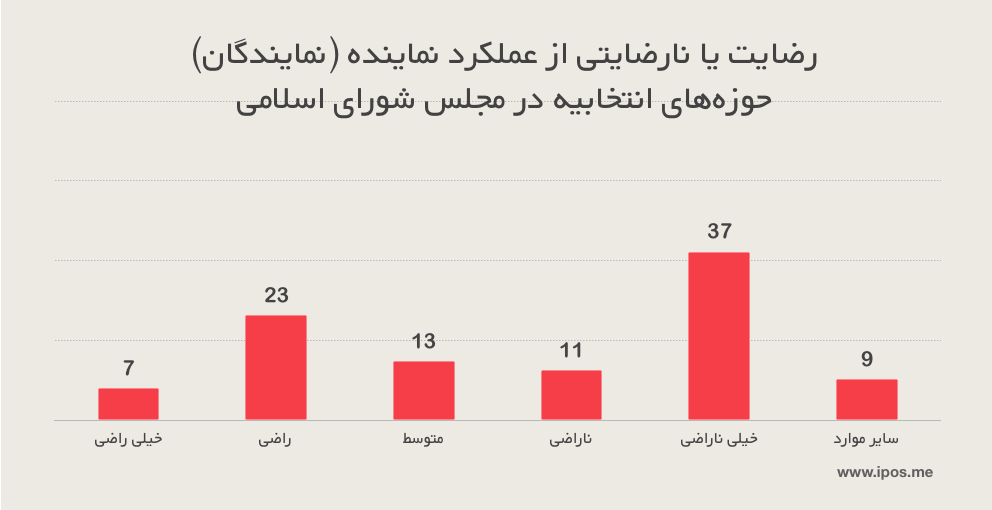 رضایت یا نارضایتی از عملکرد نماینده (نمایندگان)
حوزه‌های انتخابیه در مجلس شورای اسلامی
7
23
13
11
37
9
خیلی راضی
راضی
متوسط
ناراضی
خیلی ناراضی
سایر موارد
www.ipos.me